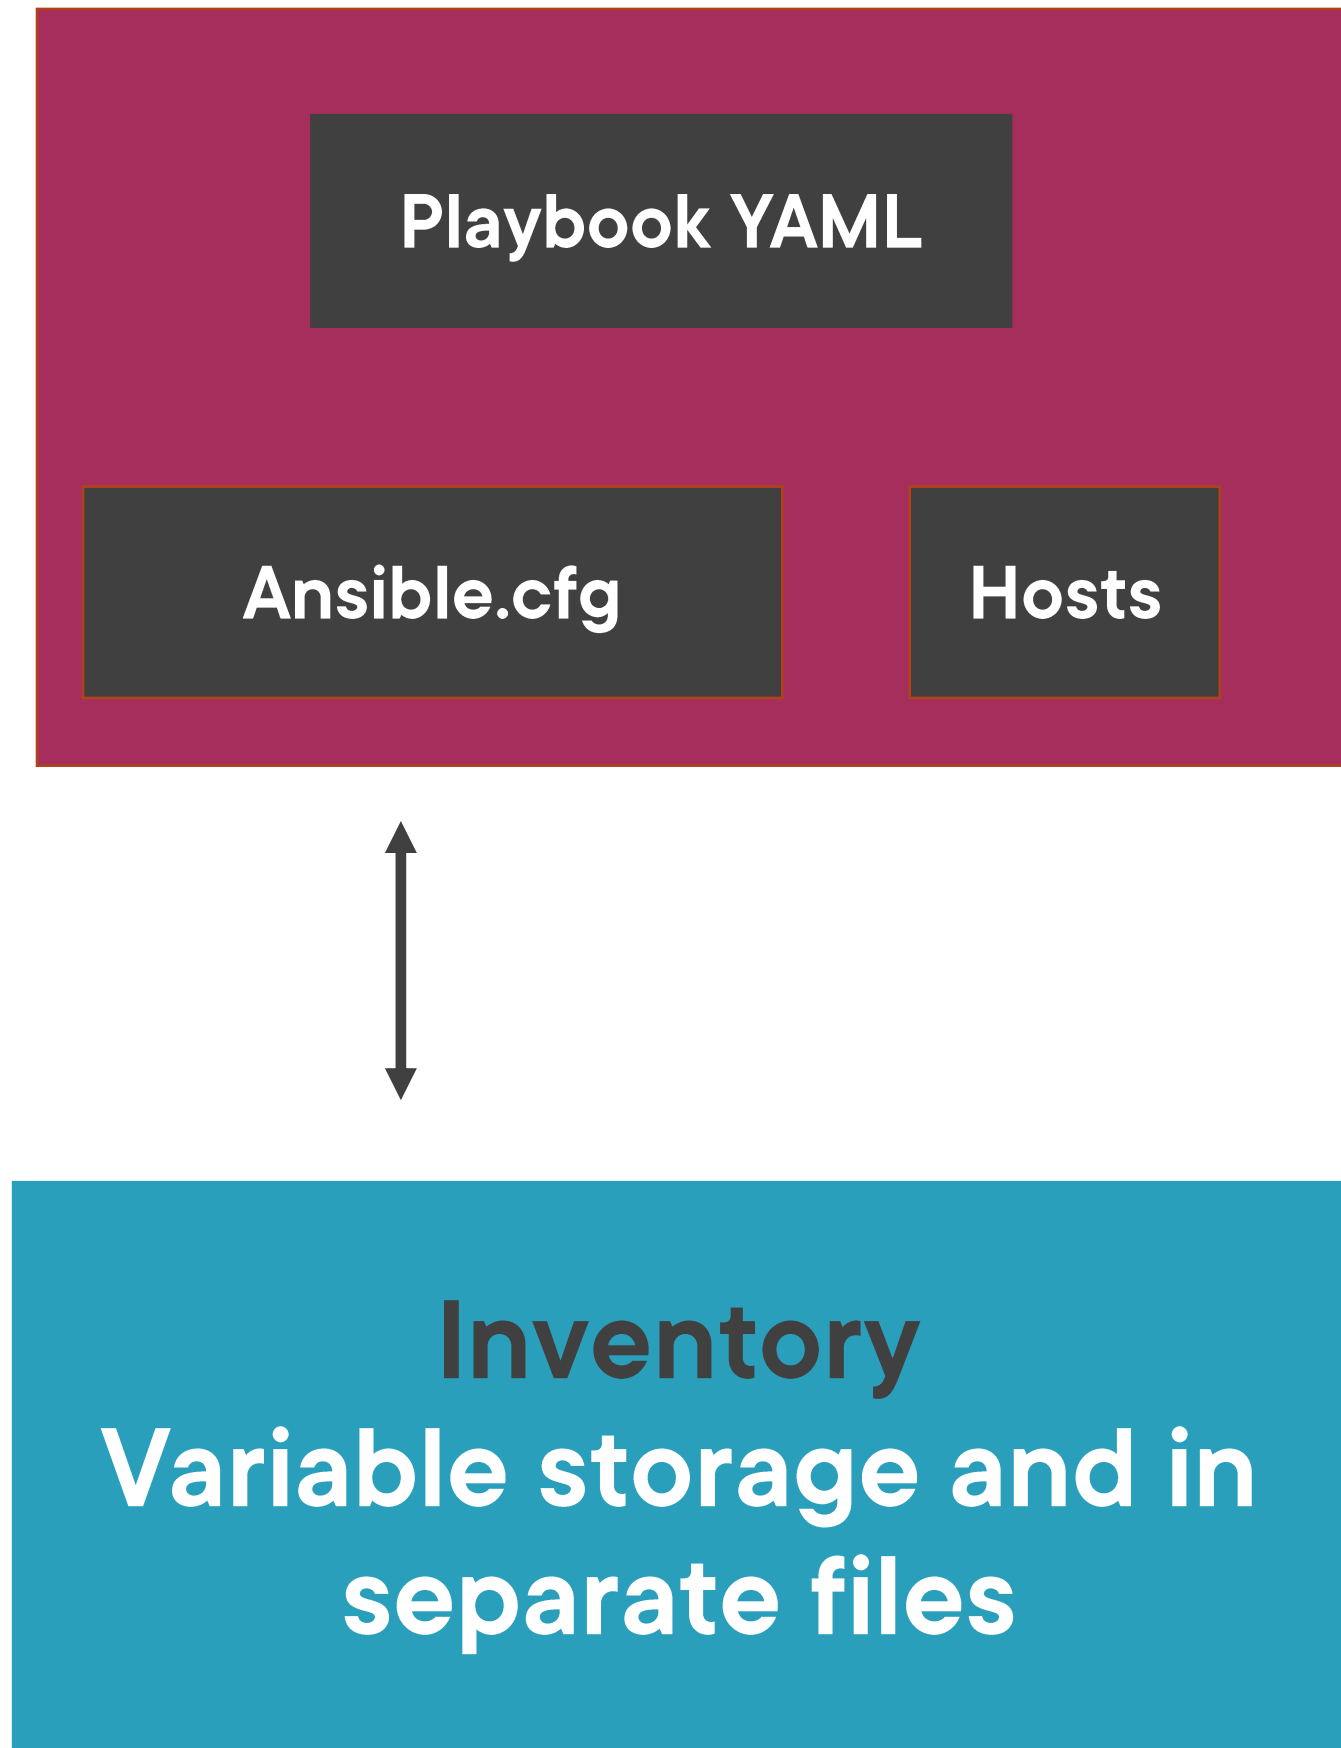 Playbook YAML
Ansible.cfg
Hosts
Inventory
Variable storage and in
separate files